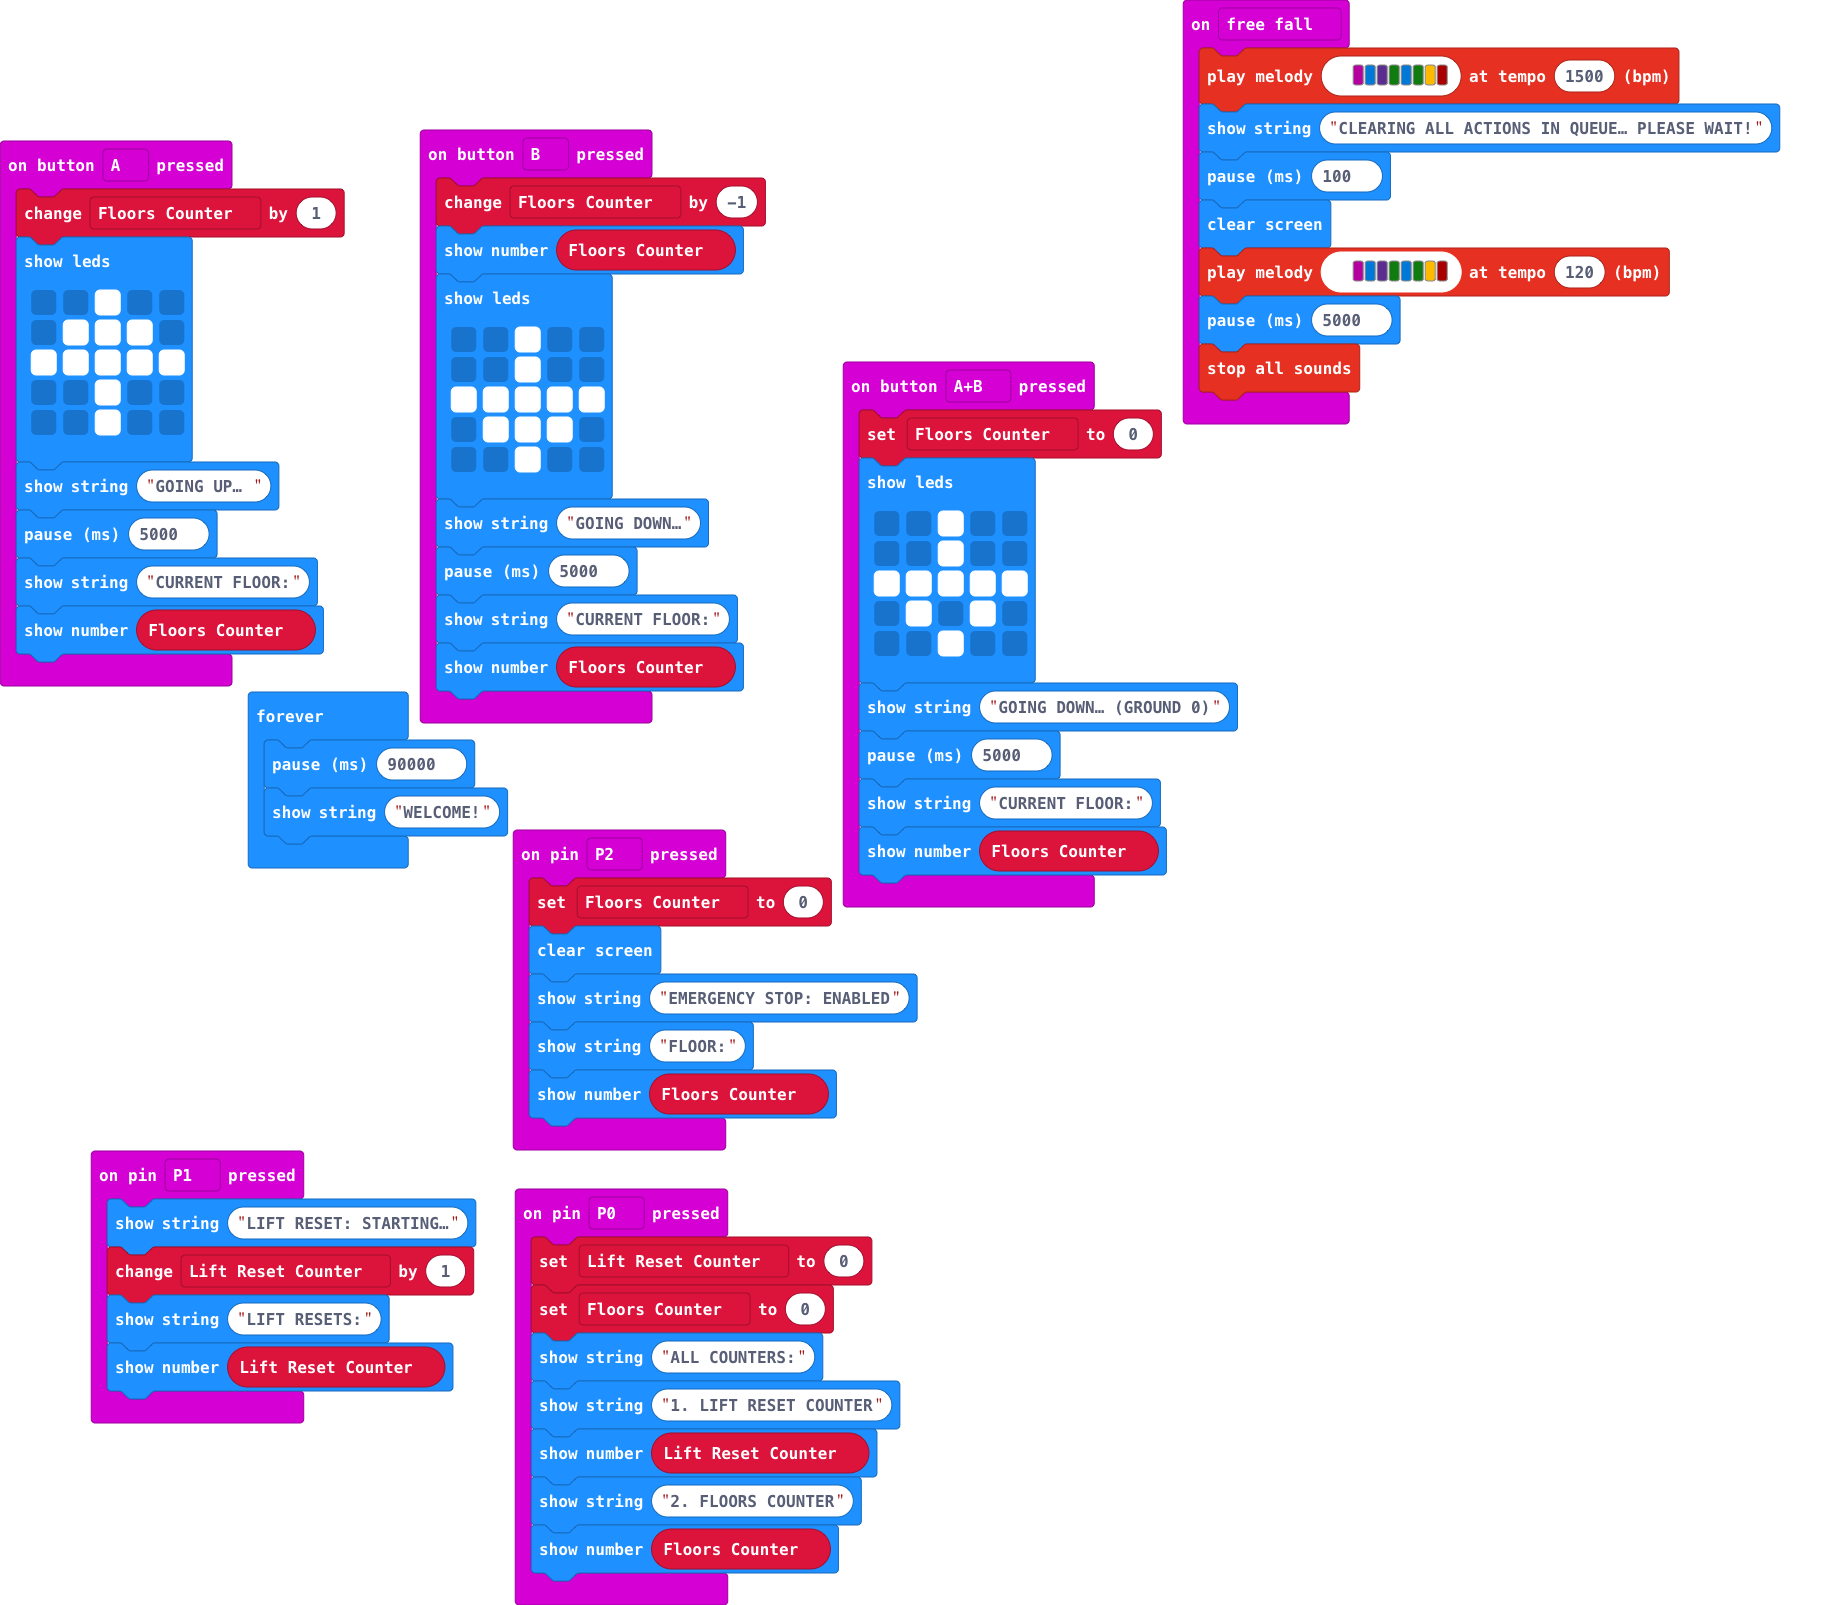 on button A pressed
change Floors Counter by 1
show leds
show string "GOING UP… "
pause (ms) 5000
show string "CURRENT FLOOR:"
show number Floors Counter
on button B pressed
change Floors Counter by −1
show number Floors Counter
show leds
show string "GOING DOWN…"
pause (ms) 5000
show string "CURRENT FLOOR:"
show number Floors Counter
on button A+B pressed
set Floors Counter to 0
show leds
show string "GOING DOWN… (GROUND 0)"
pause (ms) 5000
show string "CURRENT FLOOR:"
show number Floors Counter
on free fall
play melody at tempo 1500 (bpm)
show string "CLEARING ALL ACTIONS IN QUEUE… PLEASE WAIT!"
pause (ms) 100
clear screen
play melody at tempo 120 (bpm)
pause (ms) 5000
stop all sounds
forever
pause (ms) 90000
show string "WELCOME!"
on pin P2 pressed
set Floors Counter to 0
clear screen
show string "EMERGENCY STOP: ENABLED"
show string "FLOOR:"
show number Floors Counter
on pin P1 pressed
show string "LIFT RESET: STARTING…"
change Lift Reset Counter by 1
show string "LIFT RESETS:"
show number Lift Reset Counter
on pin P0 pressed
set Lift Reset Counter to 0
set Floors Counter to 0
show string "ALL COUNTERS:"
show string "1. LIFT RESET COUNTER"
show number Lift Reset Counter
show string "2. FLOORS COUNTER"
show number Floors Counter